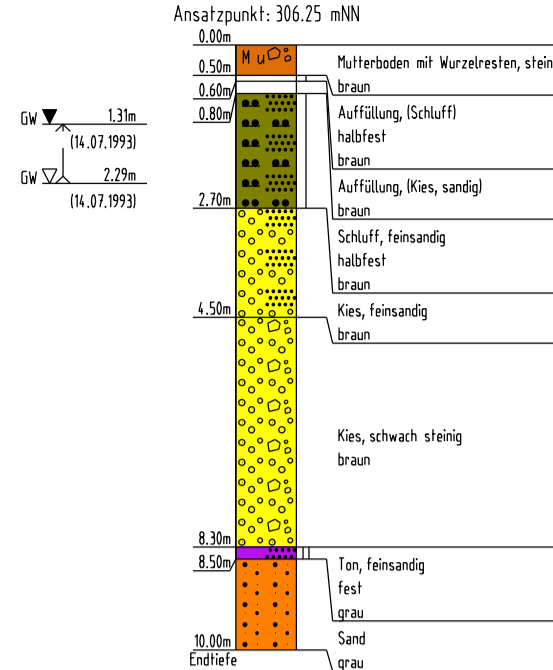 Ansatzpunkt: 306.25 mNN
0.00m
M u
Mutterboden mit Wurzelresten, stein
0.50m
braun
0.60m
Auffüllung, (Schluff)
0.80m
halbfest
GW 1.31m
(14.07.1993)
braun
GW 2.29m
Auffüllung, (Kies, sandig)
(14.07.1993)
2.70m
braun
Schluff, feinsandig
halbfest
braun
4.50m
Kies, feinsandig
braun
Kies, schwach steinig
braun
8.30m
8.50m
Ton, feinsandig
fest
grau
Sand
10.00m
Endtiefe
grau